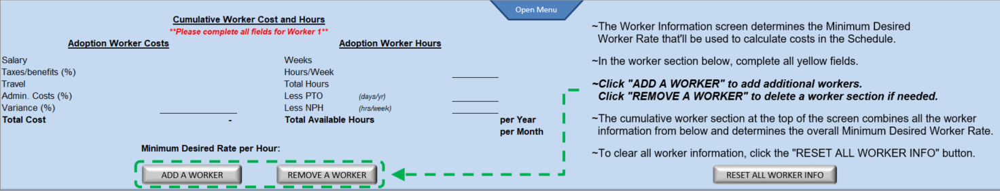 Open Menu
Cumulative Worker Cost and Hours
**Please complete all fields for Worker 1**
Adoption Worker Costs
Salary
Taxes/benefits (%)
Travel
Admin. Costs (%)
Variance (%)
Total Cost -
Adoption Worker Hours
Weeks
Hours/Week
Total Hours
Less PTO (days/yr)
Less NPH (hrs/week)
Total Available Hours per Year
per Month
Minimum Desired Rate per Hour:
ADD A WORKER
REMOVE A WORKER
~The Worker Information screen determines the Minimum Desired
Worker Rate that'll be used to calculate costs in the Schedule.
~In the worker section below, complete all yellow fields.
~Click "ADD A WORKER" to add additional workers.
Click "REMOVE A WORKER" to delete a worker section if needed.
~The cumulative worker section at the top of the screen combines all the worker
information from below and determines the overall Minimum Desired Worker Rate.
~To clear all worker information, click the "RESET ALL WORKER INFO" button.
RESET ALL WORKER INFO